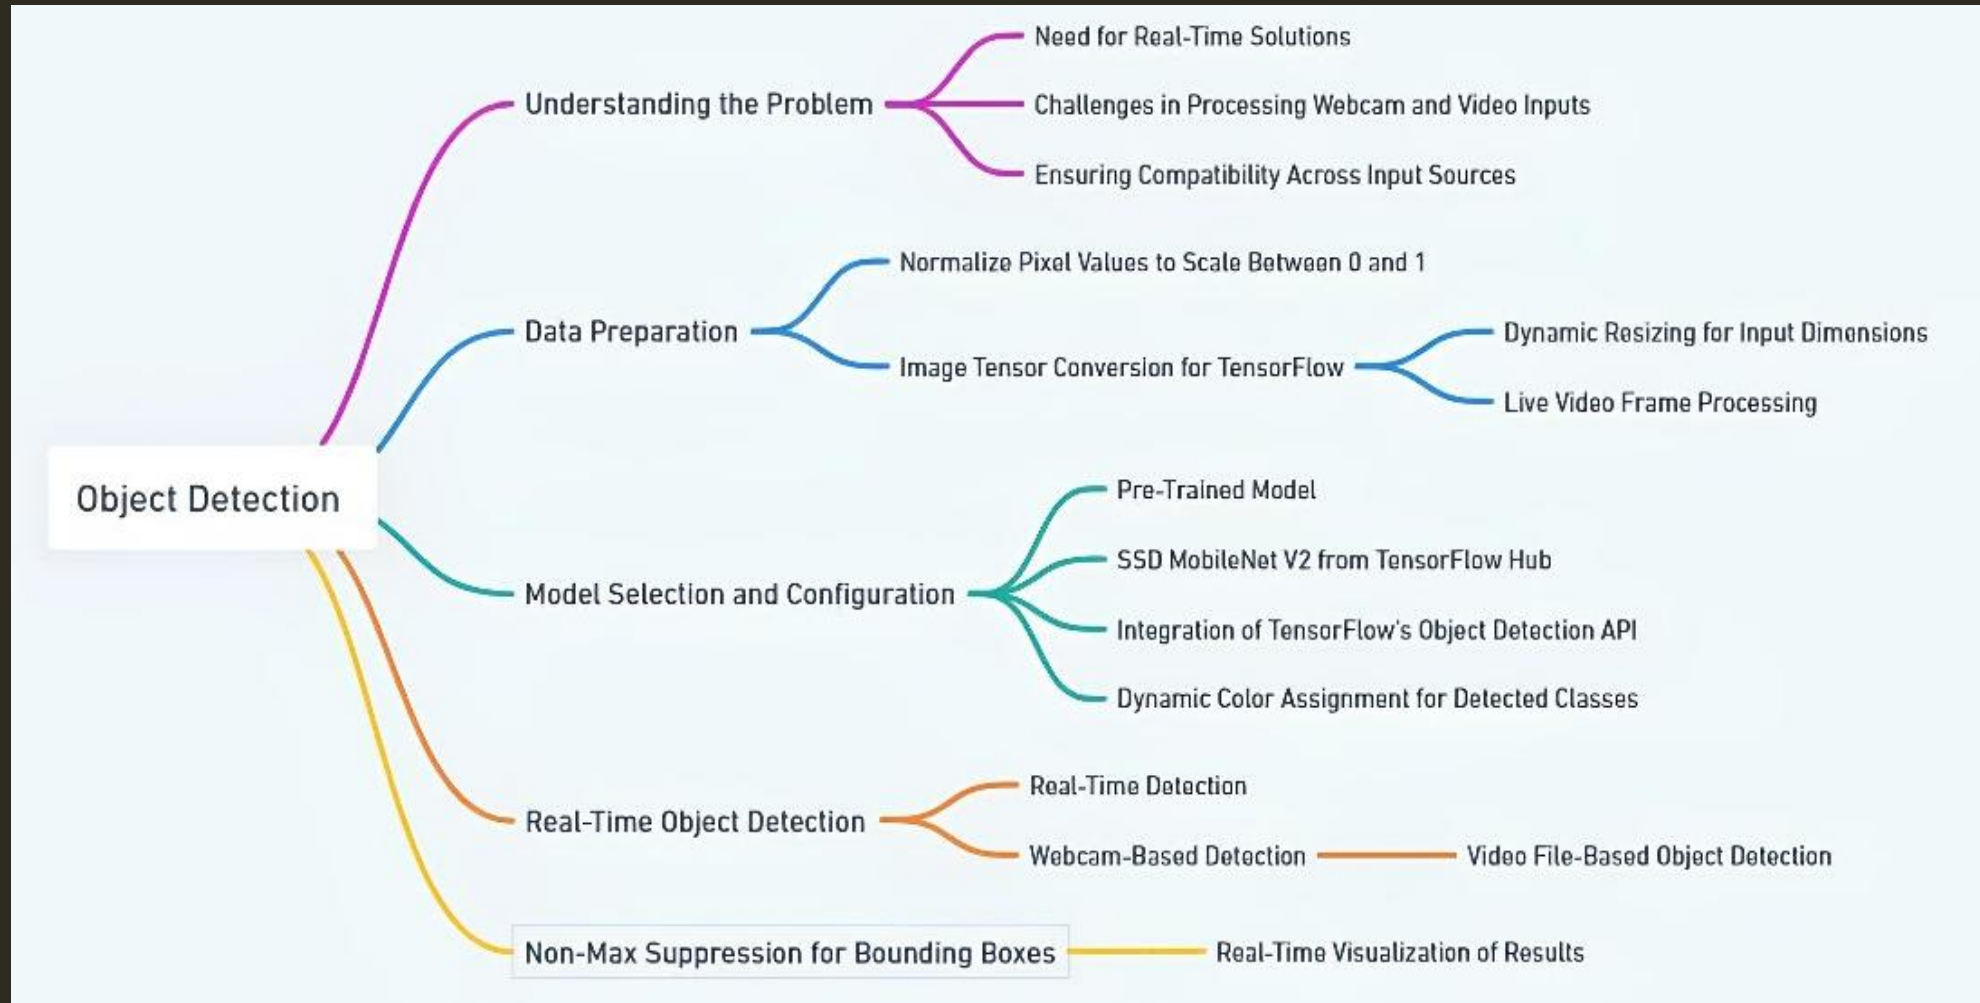 Need for Real-Time Solutions
Understanding the Problem
Challenges in Processing Webcam and Video Inputs
Ensuring Compatibility Across Input Sources
Normalize Pixel Values to Scale Between 0 and 1
Data Preparation
Image Tensor Conversion for TensorFlow
Dynamic Resizing for Input Dimensions
Live Video Frame Processing
Object Detection
Pre-Trained Model
SSD MobileNet V2 from TensorFlow Hub
Model Selection and Configuration
Integration of TensorFlow's Object Detection API
Dynamic Color Assignment for Detected Classes
Real-Time Detection
Real-Time Object Detection
Webcam-Based Detection
Video File-Based Object Detection
Non-Max Suppression for Bounding Boxes
Real-Time Visualization of Results